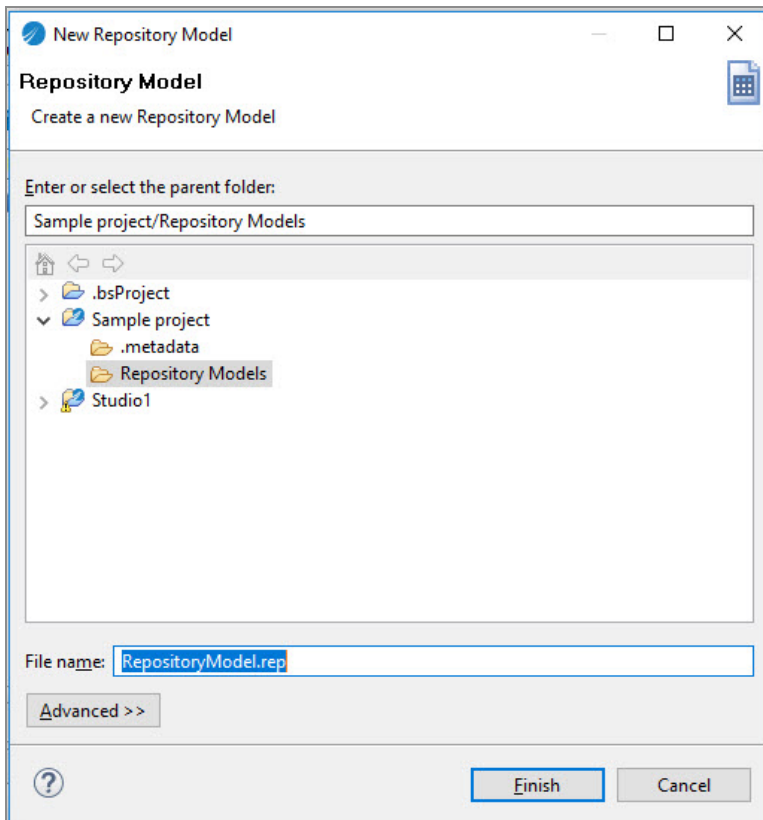 New Repository Model
Repository Model
Create a new Repository Model
Enter or select the parent folder:
Sample project/Repository Models
.bsProject
Sample project
.metadata
Repository Models
Studio1
File name: RepositoryModel.rep
Advanced >>
Finish Cancel